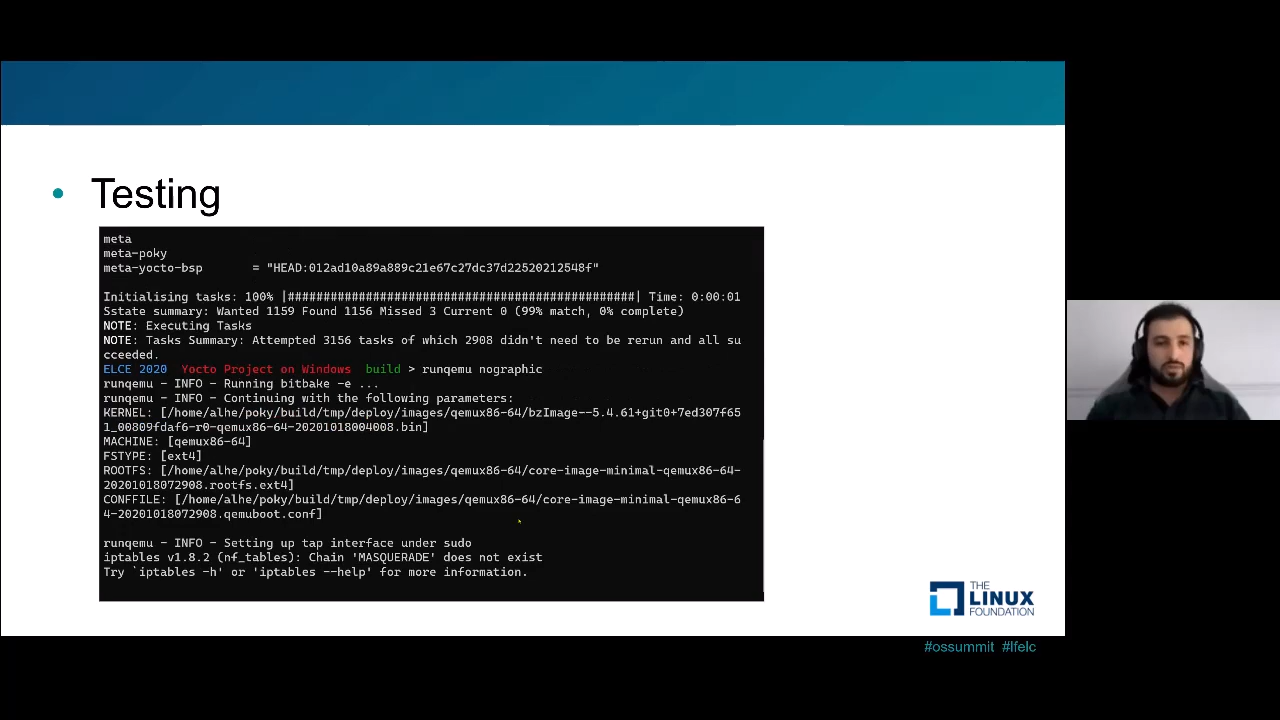 • Testing
meta
meta-poky
meta-yocto-bsp = "HEAD:012ad10a89a889c21e67c27dc37d22520212548f"
Initialising tasks: 100% |#################################################| Time: 0:00:01
Sstate summary: Wanted 1159 Found 1156 Missed 3 Current 0 (99% match, 0% complete)
NOTE: Executing Tasks
NOTE: Tasks Summary: Attempted 3156 tasks of which 2908 didn't need to be rerun and all su
cceeded.
ELCE 2020 Yocto Project on Windows build > runqemu nographic
runqemu - INFO - Running bitbake -e ...
runqemu - INFO - Continuing with the following parameters:
KERNEL: [/home/alhe/poky/build/tmp/deploy/images/qemux86-64/bzImage--5.4.61+git0+7ed307f65
1_00809fdaf6-r0-qemux86-64-20201018004008.bin]
MACHINE: [qemux86-64]
FSTYPE: [ext4]
ROOTFS: [/home/alhe/poky/build/tmp/deploy/images/qemux86-64/core-image-minimal-qemux86-64-
20201018072908.rootfs.ext4]
CONFFILE: [/home/alhe/poky/build/tmp/deploy/images/qemux86-64/core-image-minimal-qemux86-6
4-20201018072908.qemuboot.conf]
runqemu - INFO - Setting up tap interface under sudo
iptables v1.8.2 (nf_tables): Chain 'MASQUERADE' does not exist
Try `iptables -h' or 'iptables --help' for more information.
THE
LINUX
FOUNDATION
#ossummit #lfelc